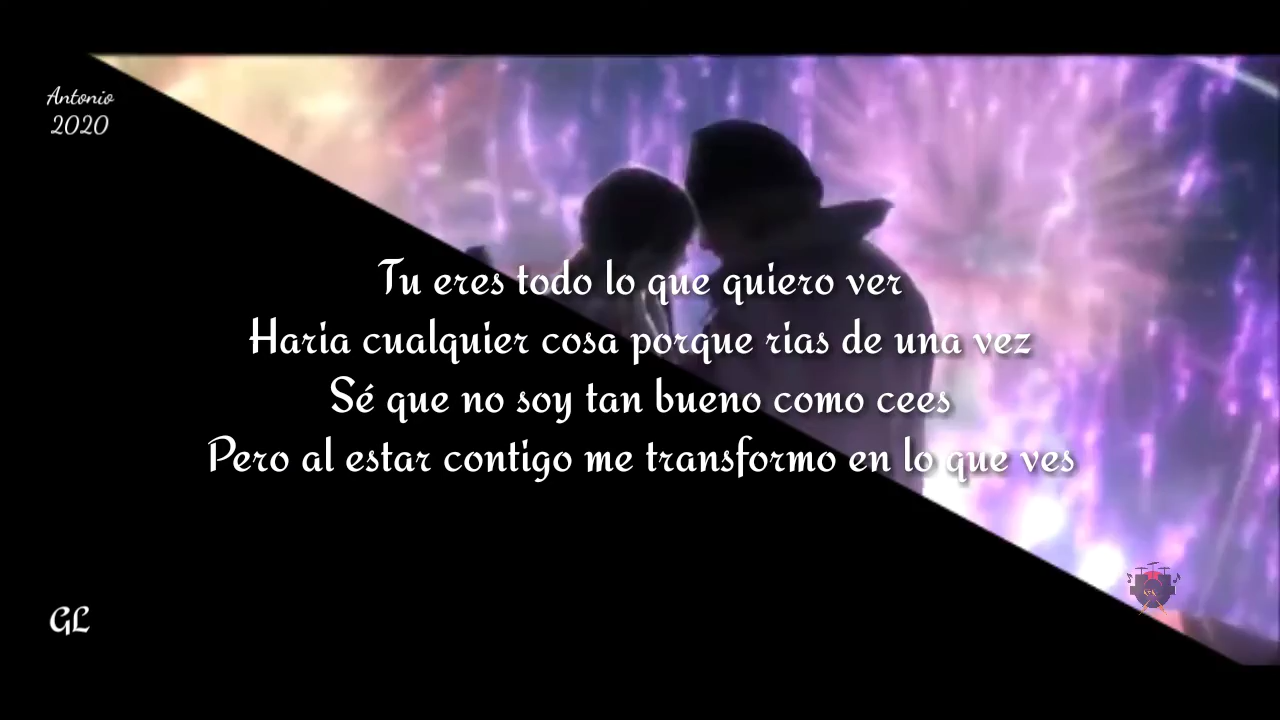 Antonio
2020
Tu eres todo lo que quiero ver
Haria cualquier cosa porque rias de una vez
Sé que no soy tan bueno como cees
Pero al estar contigo me transformo en lo que ves
GL